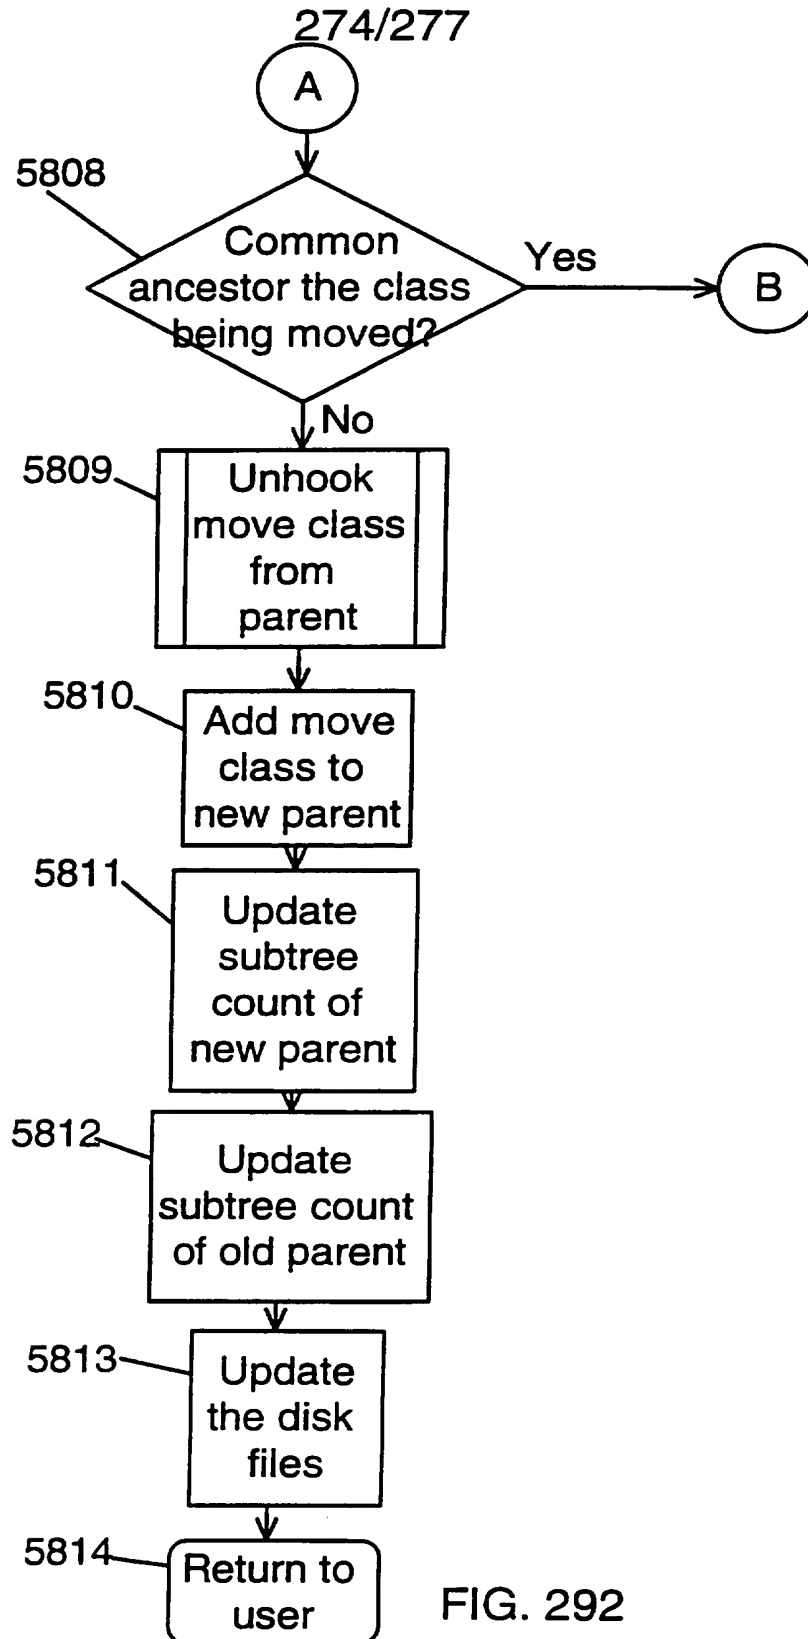 274/277
A
5808
Common
ancestor the class
being moved?
Yes
B
No
5809
Unhook
move class
from
parent
5810
Add move
class to
new parent
5811
Update
subtree
count of
new parent
5812
Update
subtree count
of old parent
5813
Update
the disk
files
5814
Return to
user
FIG. 292